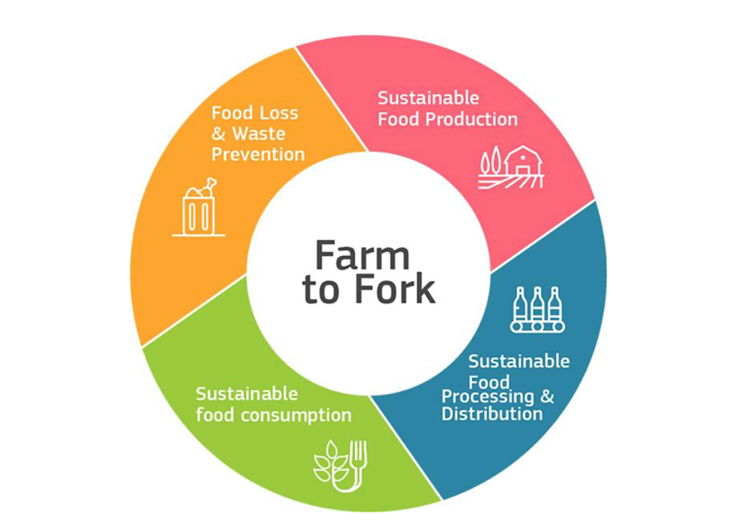 Food Loss
& Waste
Prevention
Sustainable
Food Production
Farm
to Fork
Sustainable
Food
Processing &
Distribution
Sustainable
food consumption